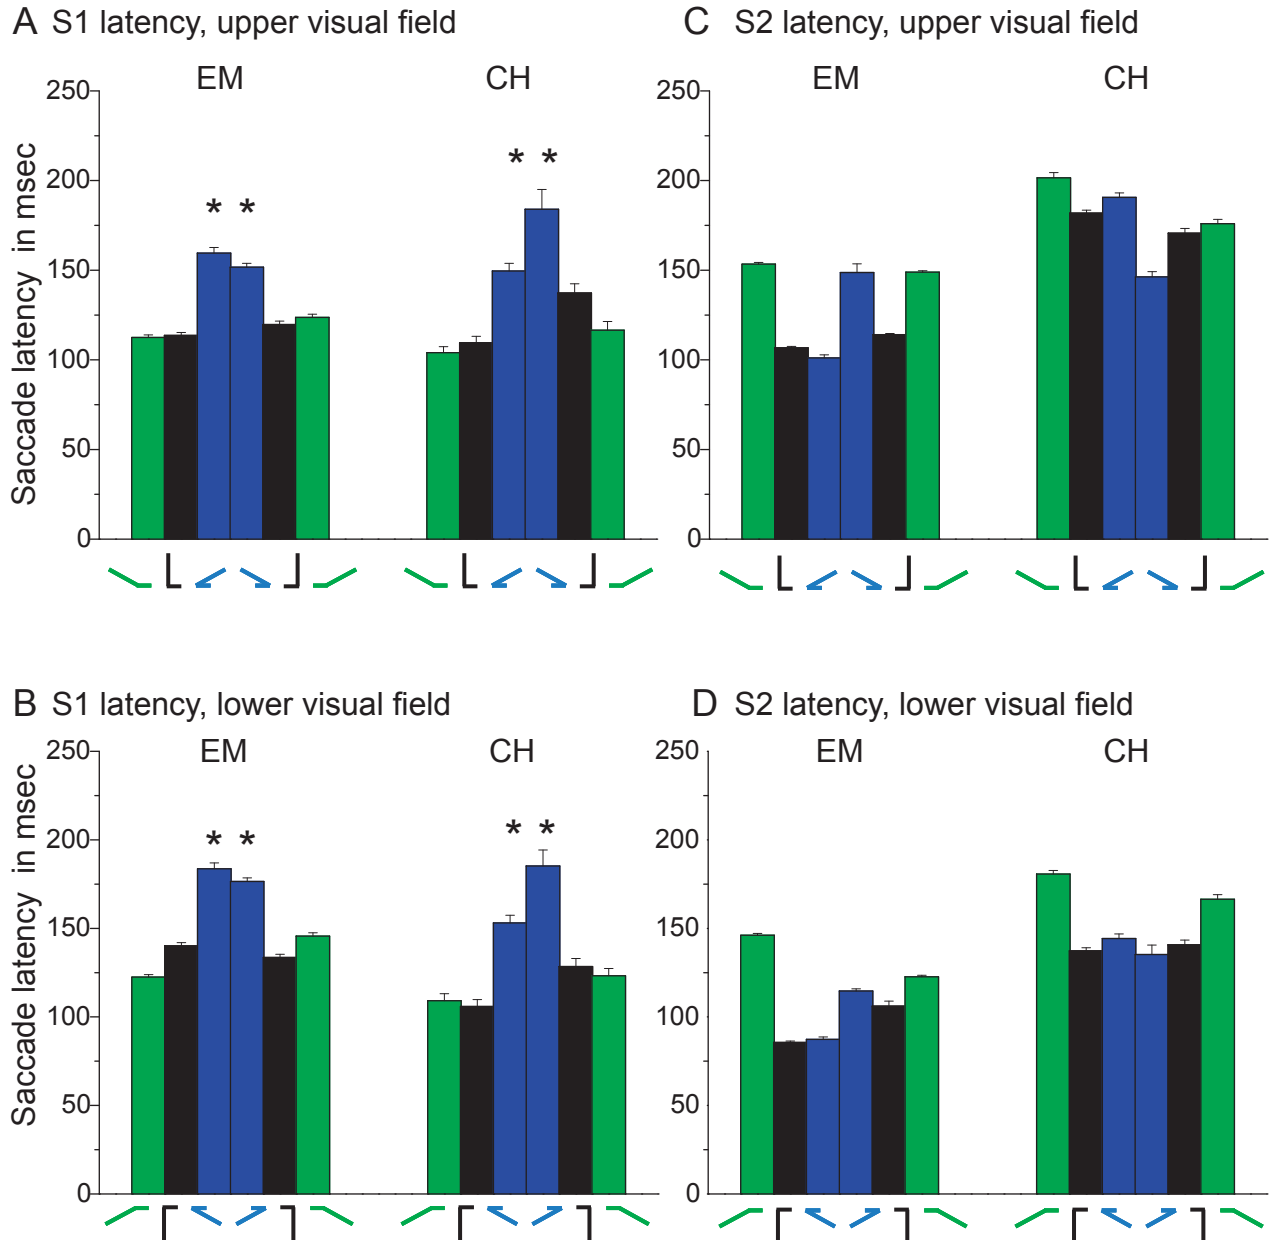 A S1 latency, upper visual field
EM CH
* *
* *
Saccade latency in msec
250
200
150
100
50
0
C S2 latency, upper visual field
EM CH
250
200
150
100
50
0
B S1 latency, lower visual field
EM CH
* *
* *
Saccade latency in msec
250
200
150
100
50
0
D S2 latency, lower visual field
EM CH
250
200
150
100
50
0